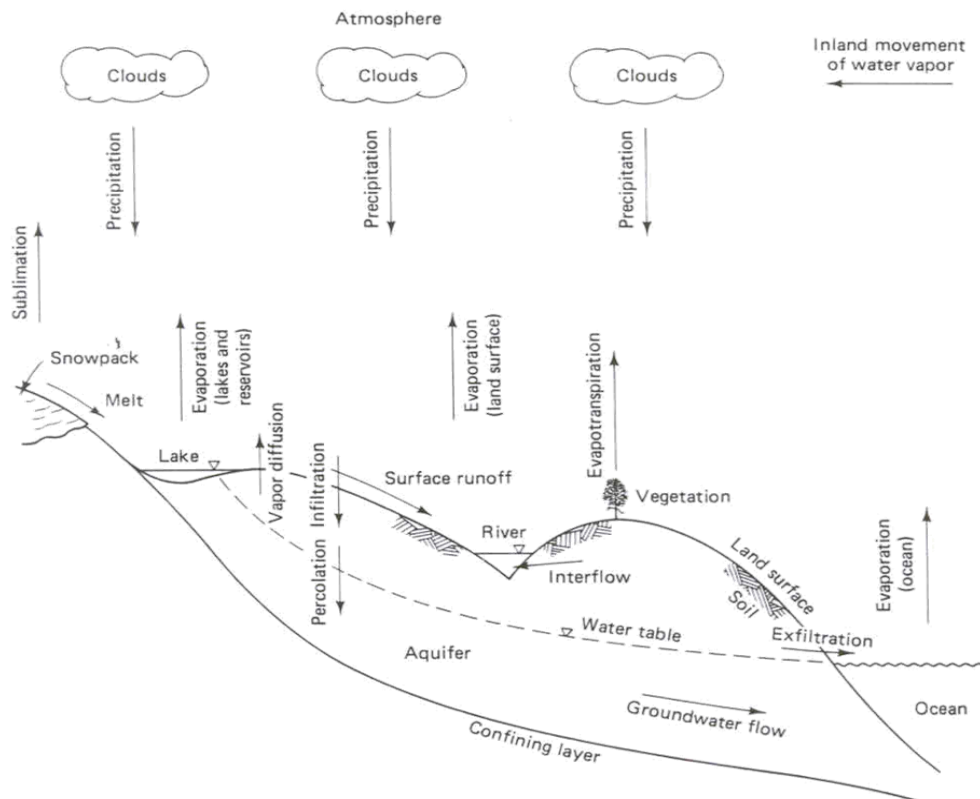 Atmosphere
Inland movement
of water vapor
Clouds
Clouds
Clouds
Precipitation
Precipitation
Precipitation
Sublimation
Snowpack
Melt
Evaporation
(lakes and
reservoirs)
Evaporation
(land surface)
Evapotranspiration
Lake
Vapor diffusion
Infiltration
Surface runoff
Vegetation
River
Percolation
Interflow
Land surface
Soil
Evaporation
(ocean)
Water table
Exfiltration
Aquifer
Groundwater flow
Ocean
Confining layer